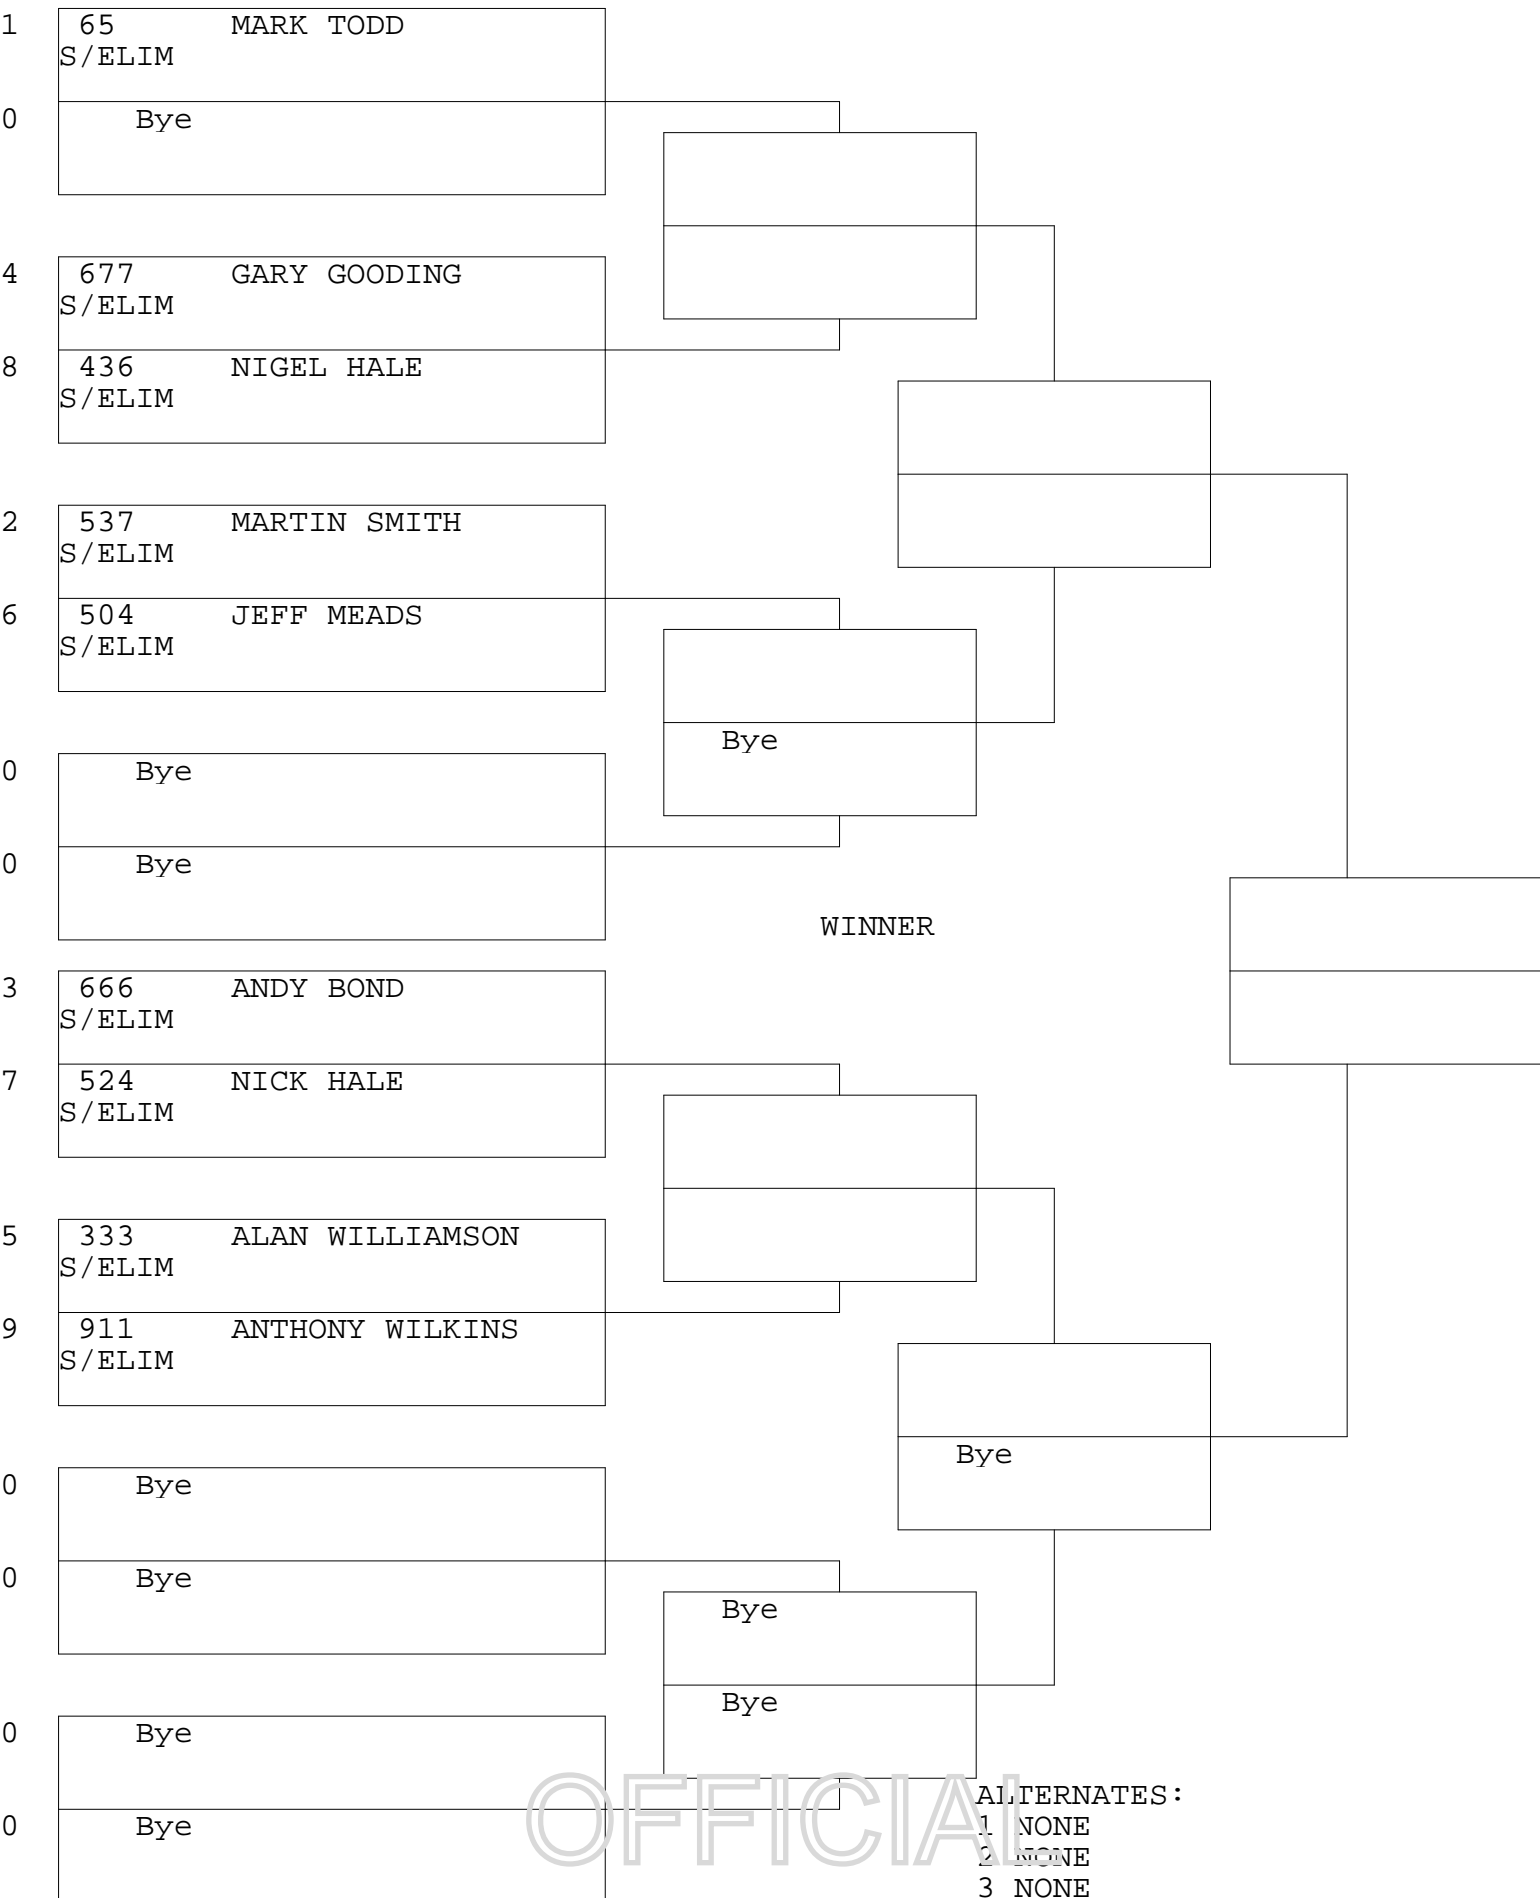 1 65 MARK TODD
S/ELIM
0 Bye
4 677 GARY GOODING
S/ELIM
8 436 NIGEL HALE
S/ELIM
2 537 MARTIN SMITH
S/ELIM
6 504 JEFF MEADS
S/ELIM
Bye
0 Bye
0 Bye
WINNER
3 666 ANDY BOND
S/ELIM
7 524 NICK HALE
S/ELIM
5 333 ALAN WILLIAMSON
S/ELIM
9 911 ANTHONY WILKINS
S/ELIM
Bye
0 Bye
0 Bye
Bye
Bye
0 Bye
0 Bye
OFFICIAL
ALTERNATES:
1 NONE
2 NONE
3 NONE